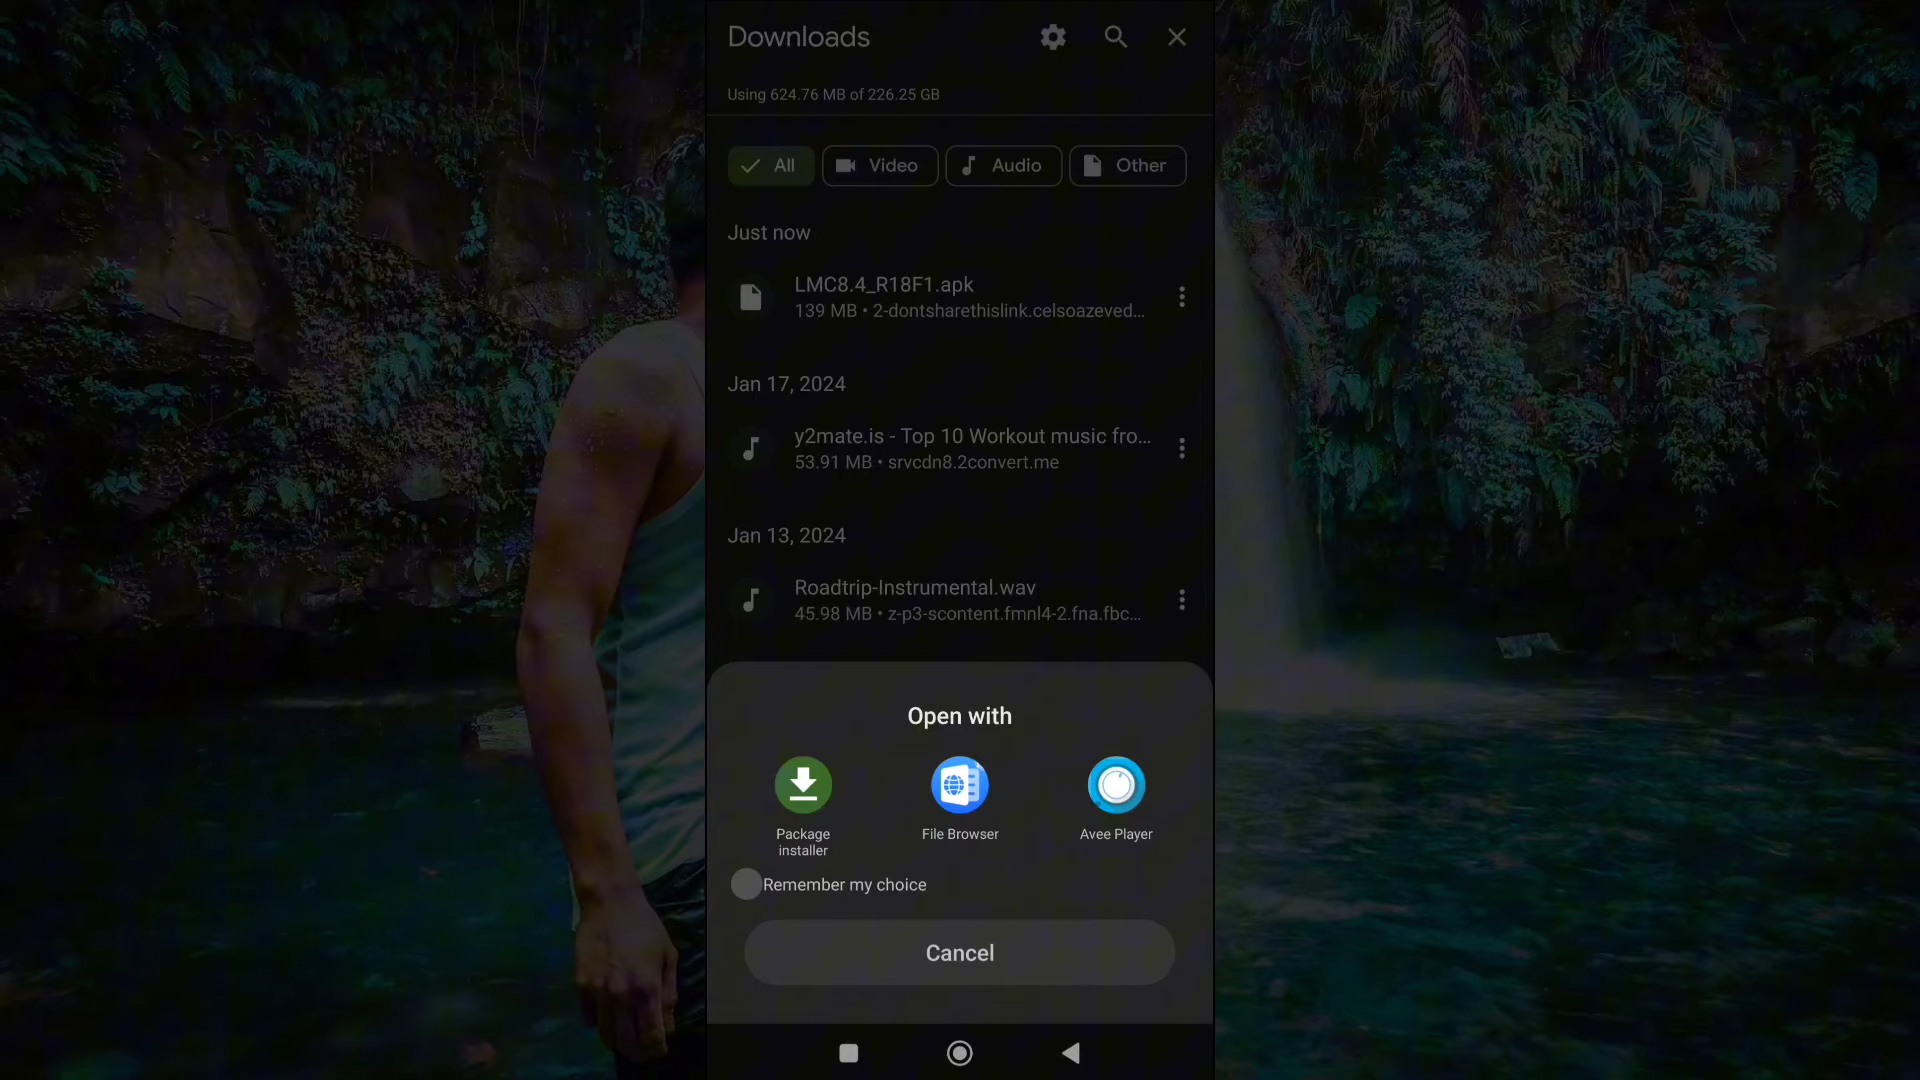 Downloads
Using 624.76 MB of 226.25 GB
All
Video
Audio
Other
Just now
LMC8.4_R18F1.apk
139 MB • 2-dontsharethislink.celsoazeved...
Jan 17, 2024
y2mate.is - Top 10 Workout music fro...
53.91 MB • srvcdn8.2convert.me
Jan 13, 2024
Roadtrip-Instrumental.wav
45.98 MB • z-p3-scontent.fmnl4-2.fna.fbc...
Open with
Package
installer
File Browser
Avee Player
Remember my choice
Cancel